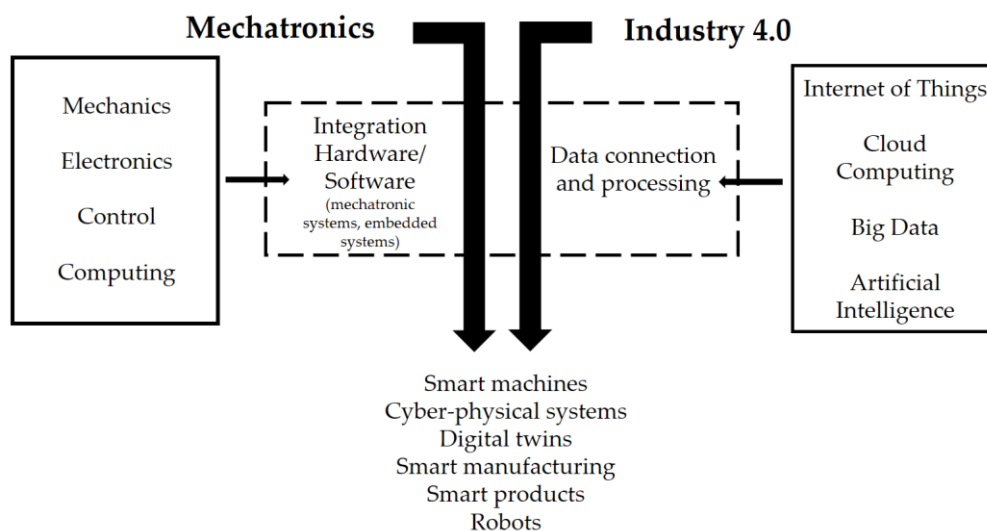 Mechatronics
Industry 4.0
Mechanics
Electronics
Control
Computing
Integration
Hardware/
Software
(mechatronic
systems, embedded
systems)
Data connection
and processing
Internet of Things
Cloud
Computing
Big Data
Artificial
Intelligence
Smart machines
Cyber-physical systems
Digital twins
Smart manufacturing
Smart products
Robots